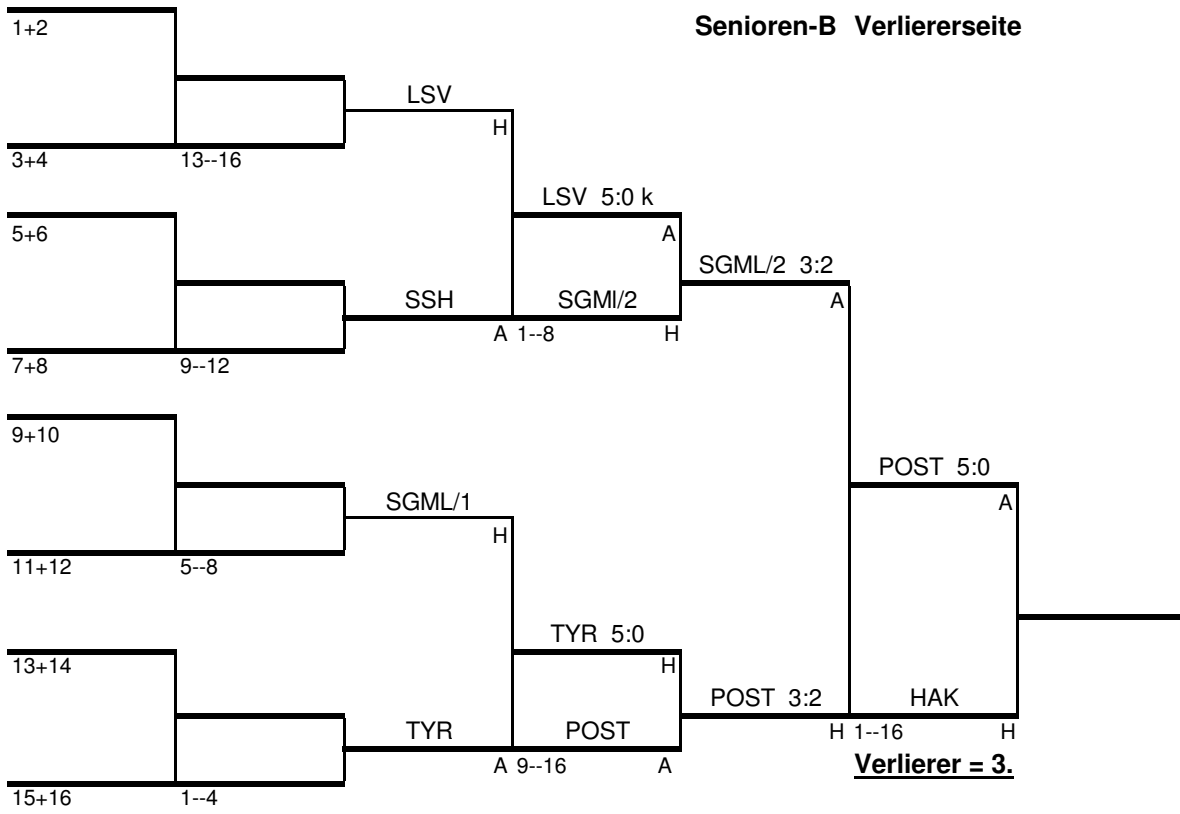 1+2
Senioren-B Verliererseite
LSV
H
3+4
13--16
LSV 5:0 k
5+6
A
SGML/2 3:2
SSH
SGMl/2
A
A 1--8
H
7+8
9--12
9+10
POST 5:0
SGML/1
A
H
11+12
5--8
TYR 5:0
13+14
H
POST 3:2
HAK
TYR
POST
H 1--16
H
A 9--16
A
Verlierer = 3.
15+16
1--4